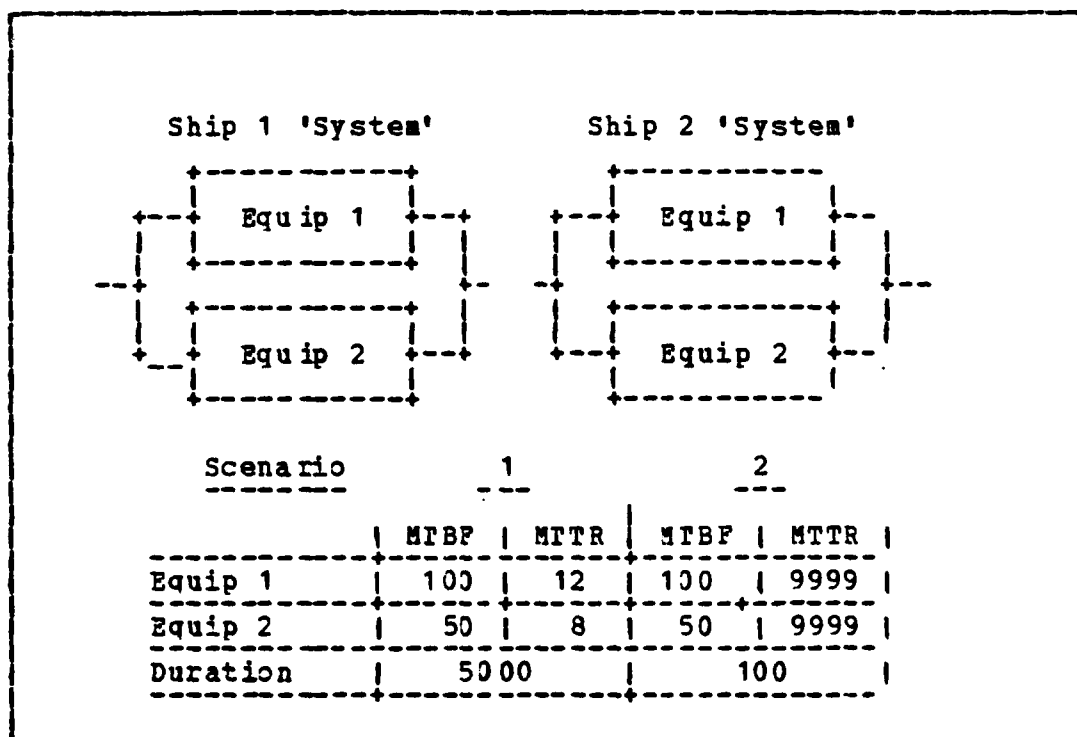 Ship 1 'System' Ship 2 'System'
Equip 1 Equip 1
Equip 2 Equip 2
Scenario 1 2
MTBF | MTTR | MTBF | MTTR
Equip 1 | 100 | 12 | 100 | 9999
Equip 2 | 50 | 8 | 50 | 9999
Duration | 5000 | 100